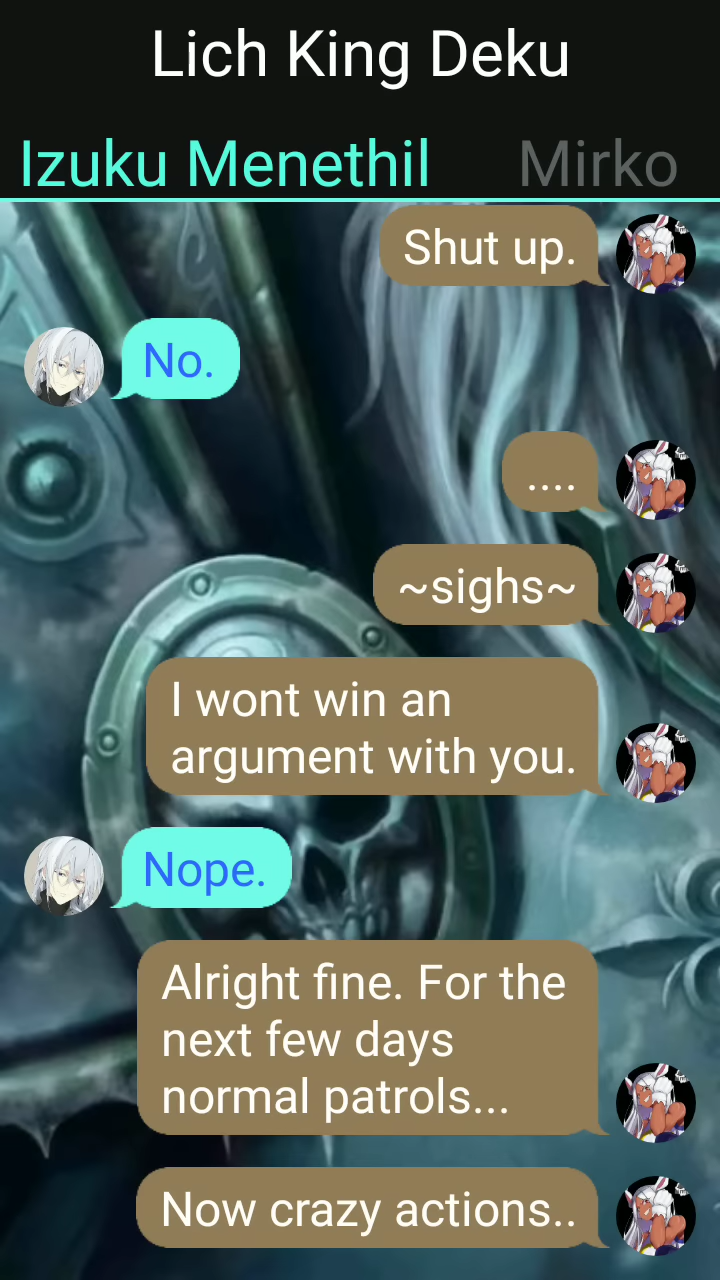 Lich King Deku
Izuku Menethil Mirko
Shut up.
No.
....
~sighs~
I wont win an
argument with you.
Nope.
Alright fine. For the
next few days
normal patrols...
Now crazy actions..